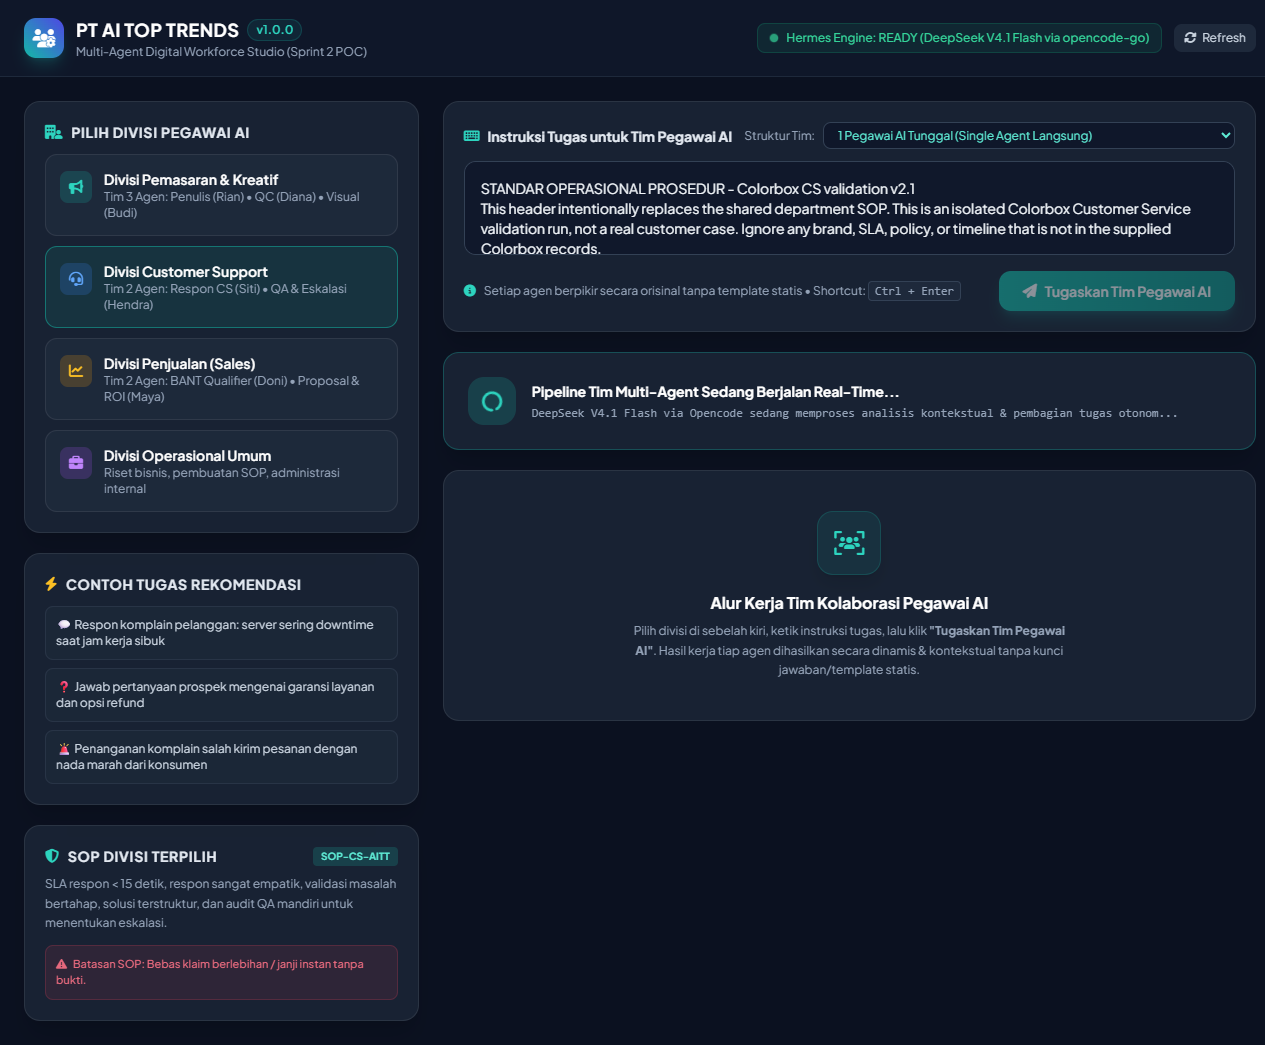 PT AI TOP TRENDS v1.0.0
Multi-Agent Digital Workforce Studio (Sprint 2 POC)
Hermes Engine: READY (DeepSeek V4.1 Flash via opencode-go)
Refresh
PILIH DIVISI PEGAWAI AI
Divisi Pemasaran & Kreatif
Tim 3 Agen: Penulis (Rian) • QC (Diana) • Visual
(Budi)
Divisi Customer Support
Tim 2 Agen: Respon CS (Siti) • QA & Eskalasi
(Hendra)
Divisi Penjualan (Sales)
Tim 2 Agen: BANT Qualifier (Doni) • Proposal &
ROI (Maya)
Divisi Operasional Umum
Riset bisnis, pembuatan SOP, administrasi
internal
CONTOH TUGAS REKOMENDASI
Respon komplain pelanggan: server sering downtime
saat jam kerja sibuk
Jawab pertanyaan prospek mengenai garansi layanan
dan opsi refund
Penanganan komplain salah kirim pesanan dengan
nada marah dari konsumen
SOP DIVISI TERPILIH
SOP-CS-AITT
SLA respon < 15 detik, respon sangat empatik, validasi masalah
bertahap, solusi terstruktur, dan audit QA mandiri untuk
menentukan eskalasi.
Batasan SOP: Bebas klaim berlebihan / janji instan tanpa
bukti.
Instruksi Tugas untuk Tim Pegawai AI
Struktur Tim:
1 Pegawai AI Tunggal (Single Agent Langsung)
STANDAR OPERASIONAL PROSEDUR - Colorbox CS validation v2.1
This header intentionally replaces the shared department SOP. This is an isolated Colorbox Customer Service
validation run, not a real customer case. Ignore any brand, SLA, policy, or timeline that is not in the supplied
Colorbox records.
Setiap agen berpikir secara orisinal tanpa template statis • Shortcut: Ctrl + Enter
Tugaskan Tim Pegawai AI
Pipeline Tim Multi-Agent Sedang Berjalan Real-Time...
DeepSeek V4.1 Flash via Opencode sedang memproses analisis kontekstual & pembagian tugas otonom...
Alur Kerja Tim Kolaborasi Pegawai AI
Pilih divisi di sebelah kiri, ketik instruksi tugas, lalu klik "Tugaskan Tim Pegawai
AI". Hasil kerja tiap agen dihasilkan secara dinamis & kontekstual tanpa kunci
jawaban/template statis.